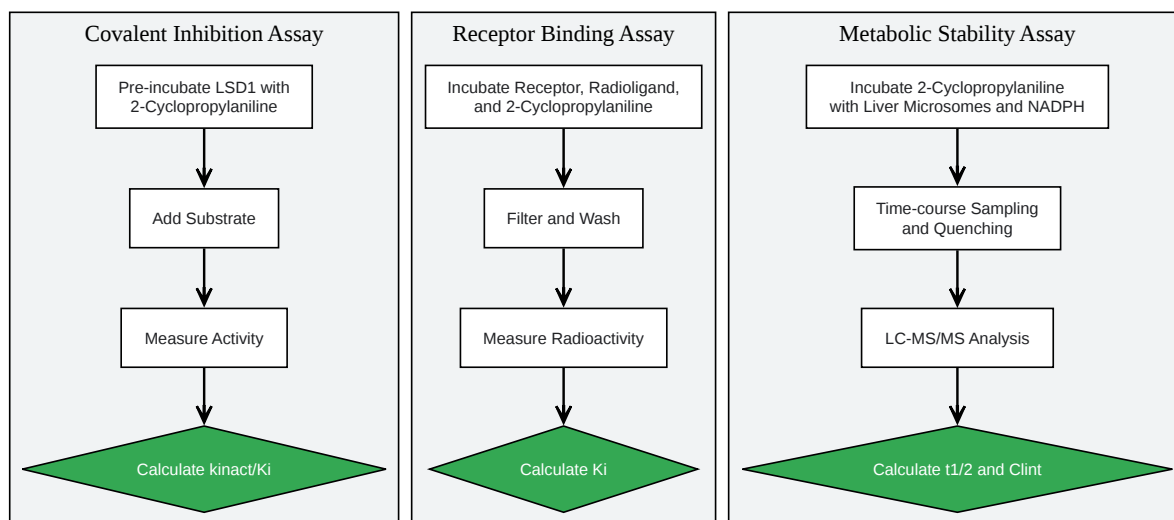 Covalent Inhibition Assay
Pre-incubate LSD1 with
2-Cyclopropylaniline
Add Substrate
Measure Activity
Calculate kinact/Ki
Receptor Binding Assay
Incubate Receptor, Radioligand,
and 2-Cyclopropylaniline
Filter and Wash
Measure Radioactivity
Calculate Ki
Metabolic Stability Assay
Incubate 2-Cyclopropylaniline
with Liver Microsomes and NADPH
Time-course Sampling
and Quenching
LC-MS/MS Analysis
Calculate t1/2 and Clint